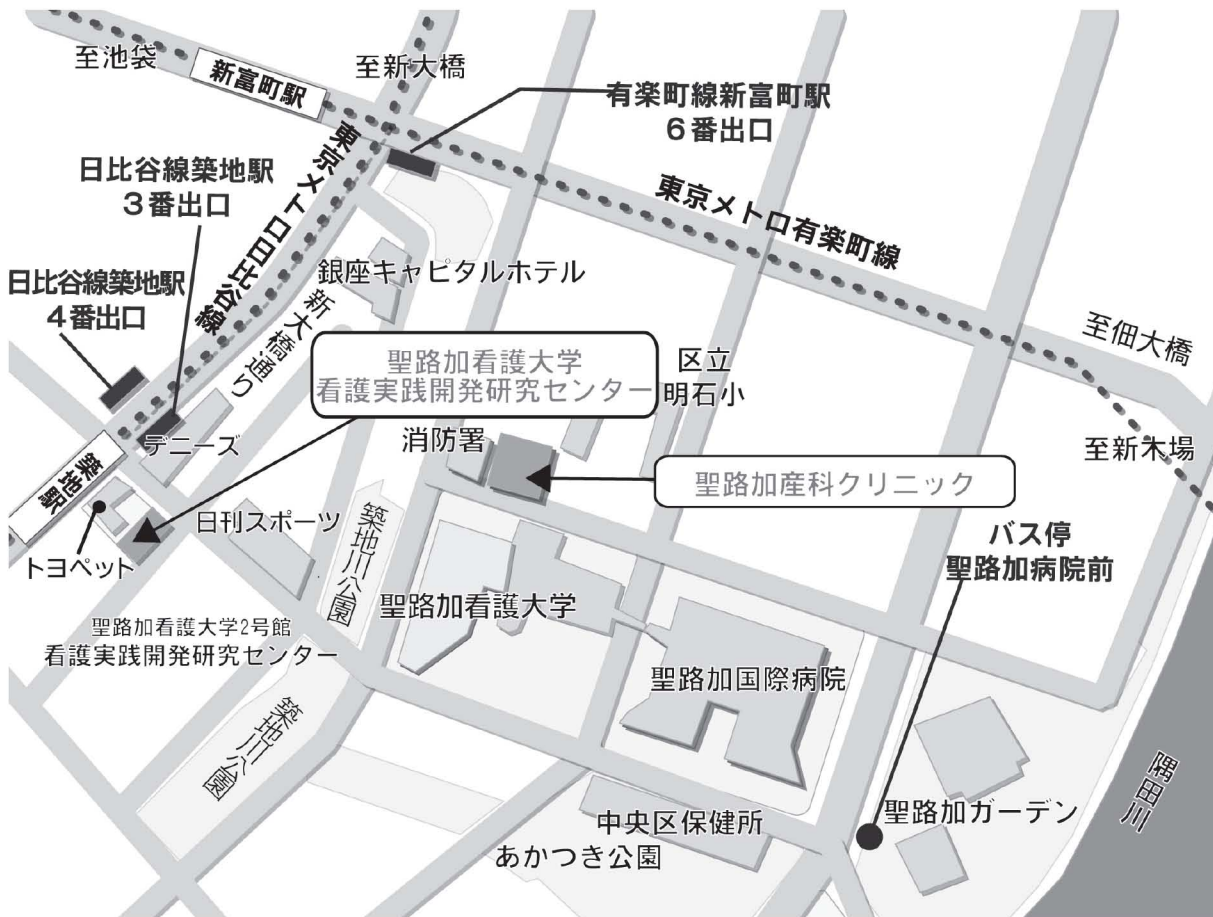 至池袋
新富町駅
至新大橋
有楽町線新富町駅
６番出口
日比谷線築地駅
３番出口
東京メトロ日比谷線
東京メトロ有楽町線
日比谷線築地駅
４番出口
銀座キャピタルホテル
新大橋通り
至佃大橋
聖路加看護大学
看護実践開発研究センター
区立
明石小
消防署
デニーズ
至新木場
築地駅
聖路加産科クリニック
日刊スポーツ
築地川公園
トヨペット
バス停
聖路加病院前
聖路加看護大学
聖路加看護大学2号館
看護実践開発研究センター
聖路加国際病院
築地川公園
隅田川
聖路加ガーデン
中央区保健所
あかつき公園